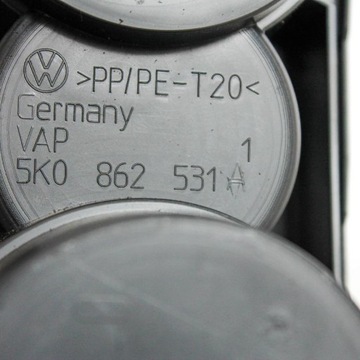 >PP/PE-T20<
Germany
VAP 1
5K0 862 531 A